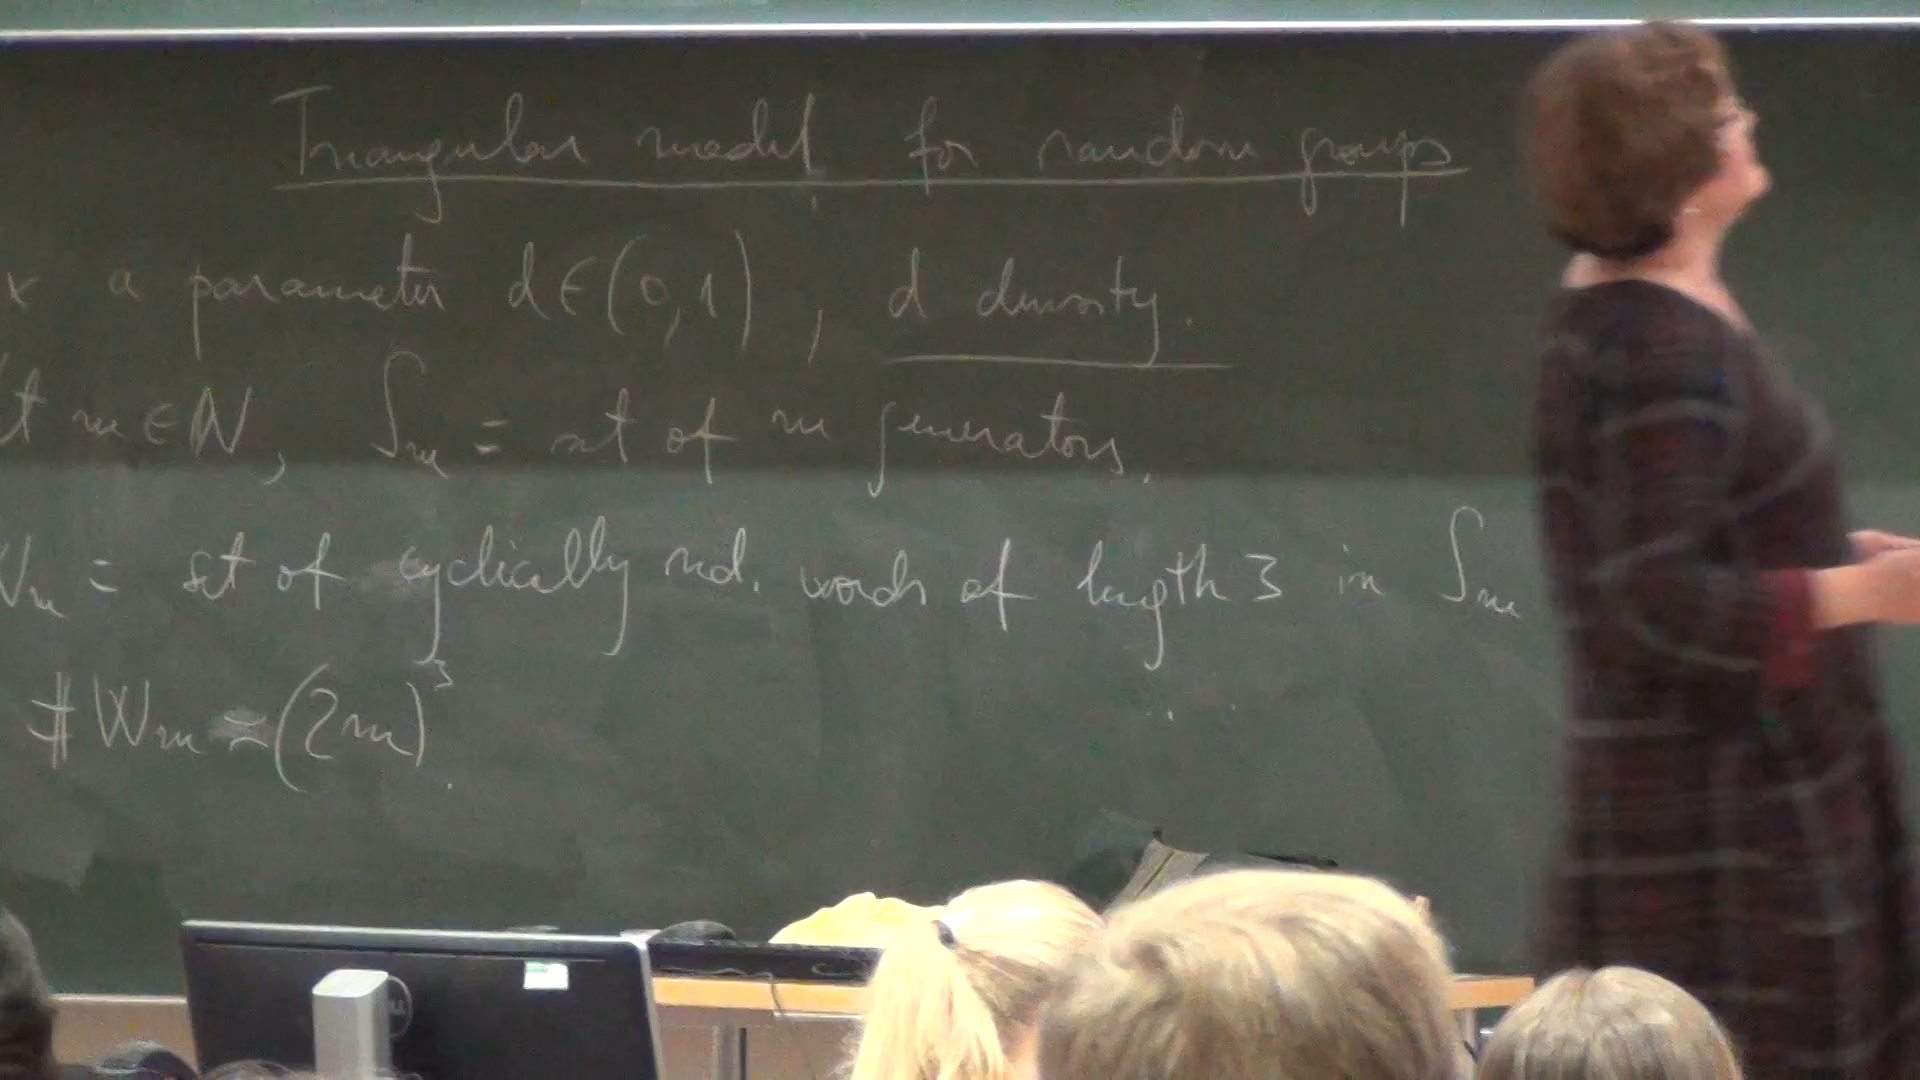 Triangular model for random groups
x a parameter d∈(0,1), d density.
t m∈N, Sm = set of m generators.
Wm = set of cyclically red. words of length 3 in Sm
#Wm ≃ (2m)³.